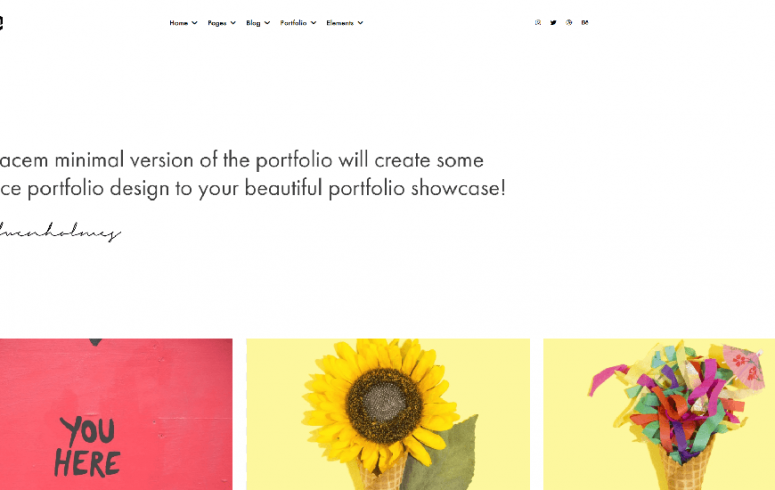 Home Pages Blog Portfolio Elements
acem minimal version of the portfolio will create some
ce portfolio design to your beautiful portfolio showcase!
YOU
HERE